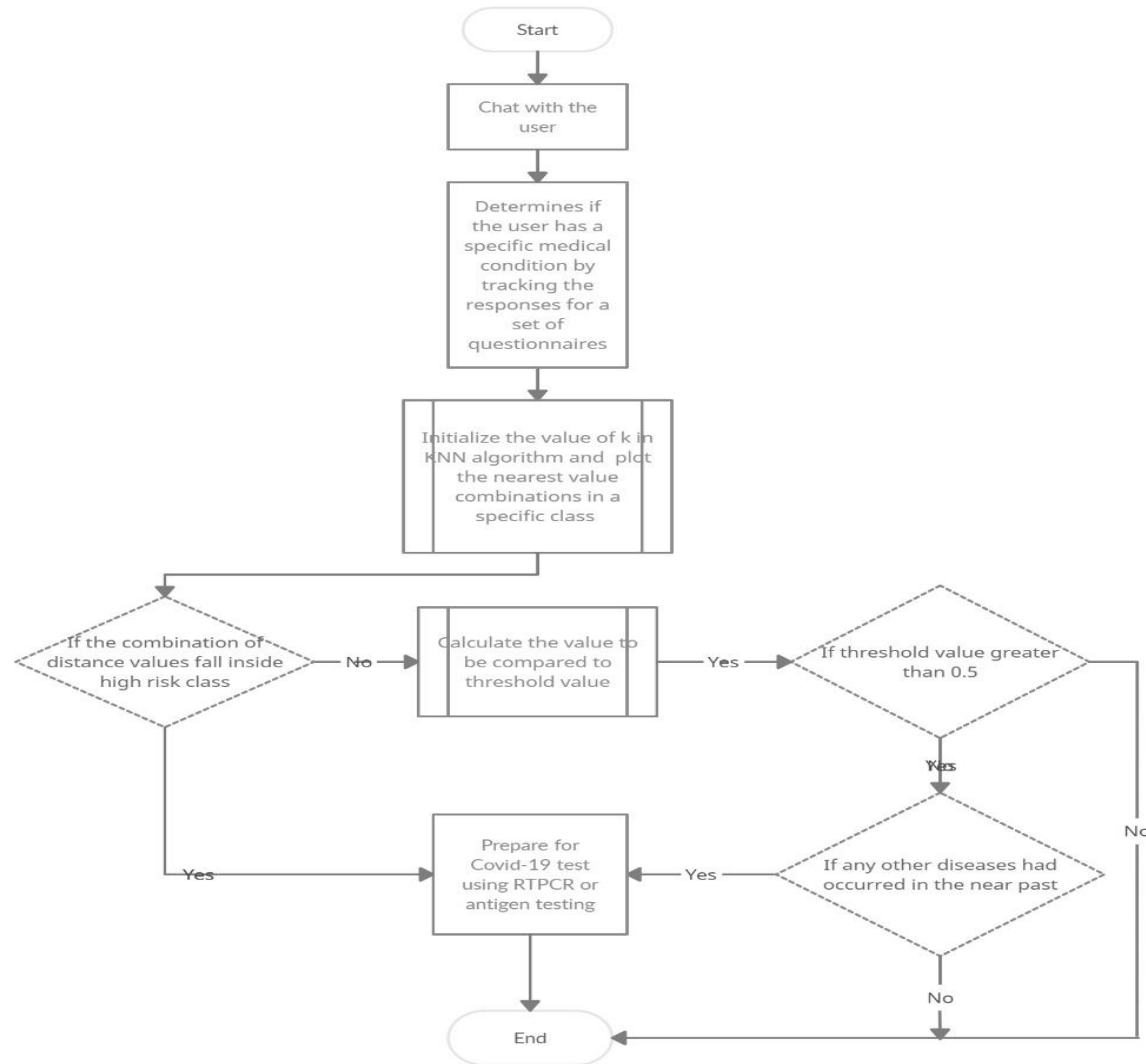 Start
Chat with the
user
Determines if
the user has a
specific medical
condition by
tracking the
responses for a
set of
questionnaires
Initialize the value of k in
KNN algorithm and plot
the nearest value
combinations in a
specific class
If the combination of
distance values fall inside
high risk class
No
Calculate the value to
be compared to
threshold value
Yes
If threshold value greater
than 0.5
Yes
No
No
Yes
Prepare for
Covid-19 test
using RTPCR or
antigen testing
Yes
If any other diseases had
occurred in the near past
No
End